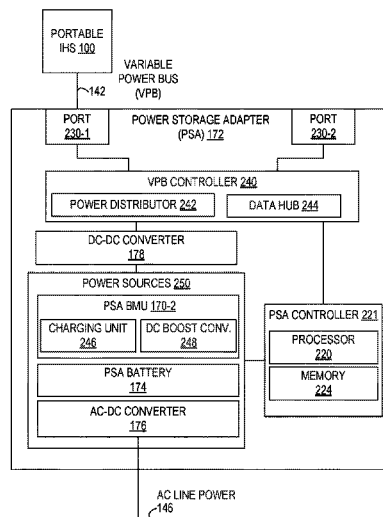 PORTABLE
IHS 100
142
VARIABLE
POWER BUS
(VPB)
PORT
230-1
POWER STORAGE ADAPTER
(PSA) 172
PORT
230-2
VPB CONTROLLER 240
POWER DISTRIBUTOR 242
DATA HUB 244
DC-DC CONVERTER
178
POWER SOURCES 250
PSA BMU 170-2
CHARGING UNIT
246
DC BOOST CONV.
248
PSA BATTERY
174
AC-DC CONVERTER
176
PSA CONTROLLER 221
PROCESSOR
220
MEMORY
224
AC LINE POWER
146